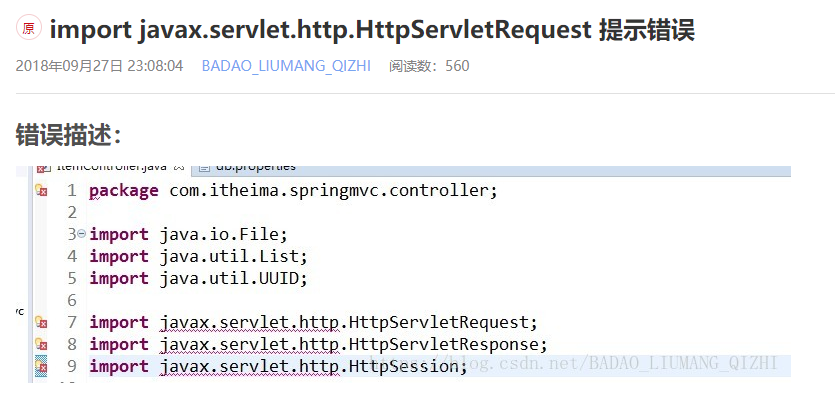 原 import javax.servlet.http.HttpServletRequest 提示错误
2018年09月27日 23:08:04 BADAO_LIUMANG_QIZHI 阅读数：560
错误描述：
ItemController.java db.properties
1 package com.itheima.springmvc.controller;
2
3 import java.io.File;
4 import java.util.List;
5 import java.util.UUID;
6
vc
7 import javax.servlet.http.HttpServletRequest;
8 import javax.servlet.http.HttpServletResponse;
9 import javax.servlet.http.HttpSession;
https://blog.csdn.net/BADAO_LIUMANG_QIZHI